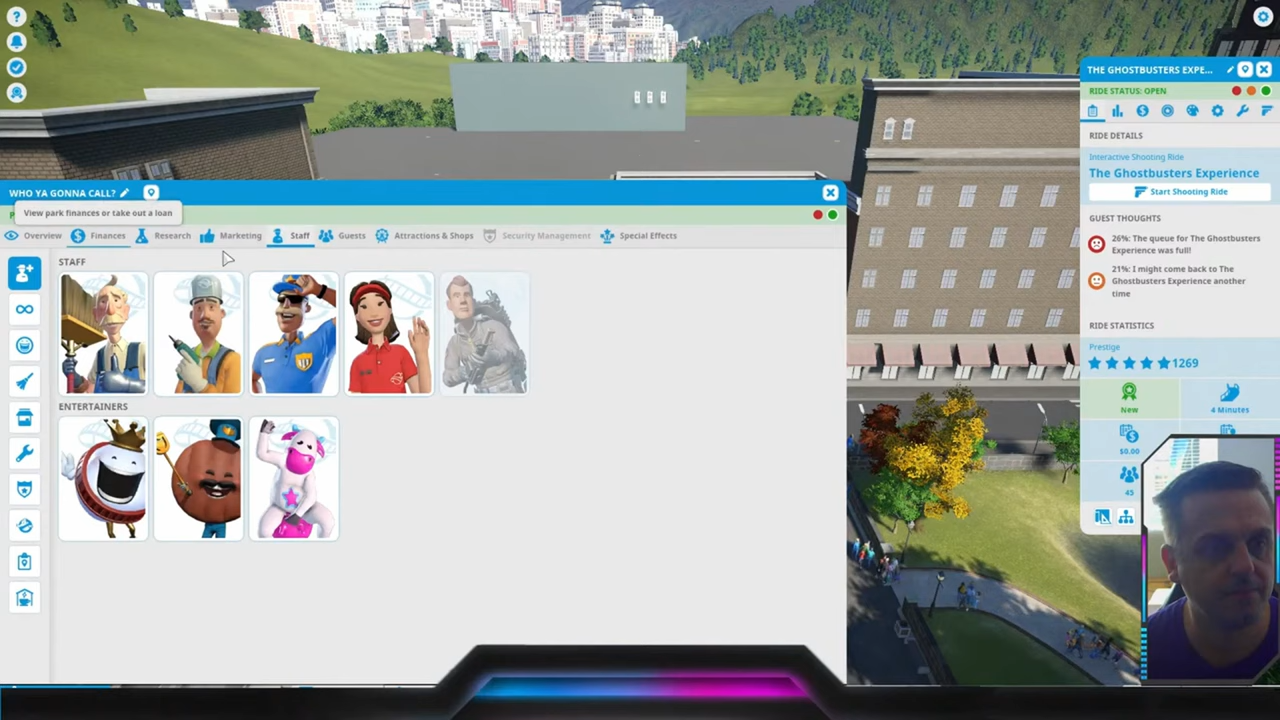 WHO YA GONNA CALL?
View park finances or take out a loan
Overview
Finances
Research
Marketing
Staff
Guests
Attractions & Shops
Security Management
Special Effects
STAFF
ENTERTAINERS
THE GHOSTBUSTERS EXPE...
RIDE STATUS: OPEN
RIDE DETAILS
Interactive Shooting Ride
The Ghostbusters Experience
Start Shooting Ride
GUEST THOUGHTS
26%: The queue for The Ghostbusters
Experience was full!
21%: I might come back to The
Ghostbusters Experience another
time
RIDE STATISTICS
Prestige
1269
New
4 Minutes
$0.00
45